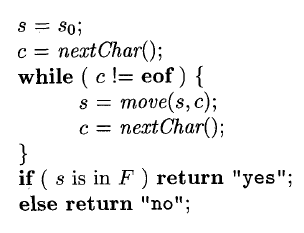 s = s₀;
c = nextChar();
while ( c != eof ) {
s = move(s, c);
c = nextChar();
}
if ( s is in F ) return "yes";
else return "no";